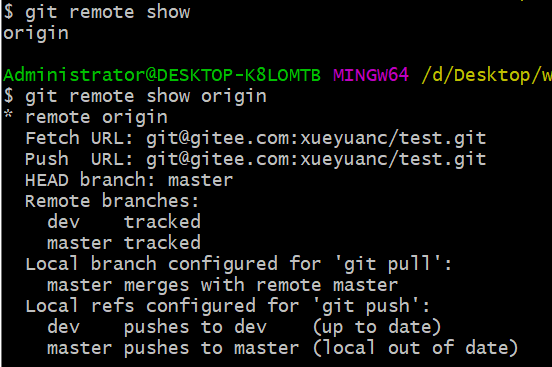 $ git remote show
origin
Administrator@DESKTOP-K8LOMTB MINGW64 /d/Desktop/w
$ git remote show origin
* remote origin
  Fetch URL: git@gitee.com:xueyuanc/test.git
  Push  URL: git@gitee.com:xueyuanc/test.git
  HEAD branch: master
  Remote branches:
    dev    tracked
    master tracked
  Local branch configured for 'git pull':
    master merges with remote master
  Local refs configured for 'git push':
    dev    pushes to dev    (up to date)
    master pushes to master (local out of date)